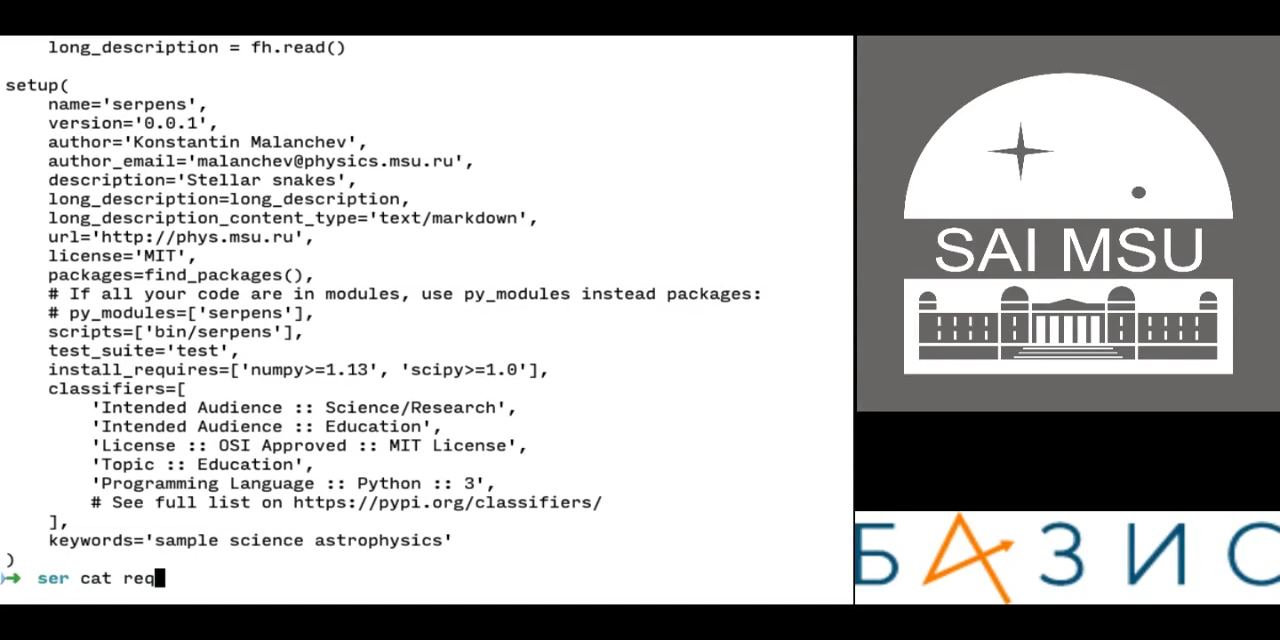 long_description = fh.read()
setup(
    name='serpens',
    version='0.0.1',
    author='Konstantin Malanchev',
    author_email='malanchev@physics.msu.ru',
    description='Stellar snakes',
    long_description=long_description,
    long_description_content_type='text/markdown',
    url='http://phys.msu.ru',
    license='MIT',
    packages=find_packages(),
    # If all your code are in modules, use py_modules instead packages:
    # py_modules=['serpens'],
    scripts=['bin/serpens'],
    test_suite='test',
    install_requires=['numpy>=1.13', 'scipy>=1.0'],
    classifiers=[
        'Intended Audience :: Science/Research',
        'Intended Audience :: Education',
        'License :: OSI Approved :: MIT License',
        'Topic :: Education',
        'Programming Language :: Python :: 3',
        # See full list on https://pypi.org/classifiers/
    ],
    keywords='sample science astrophysics'
)
➜ ser cat req
SAI MSU
БАЗИС